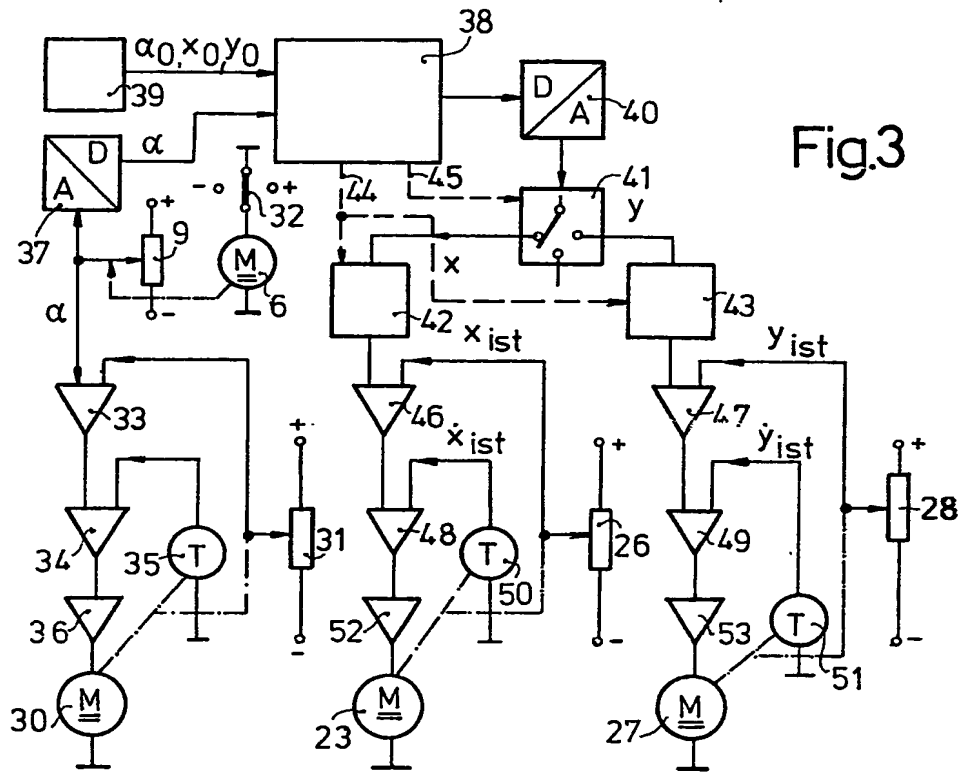 α₀, x₀, y₀
38
39
D
A
40
Fig.3
α
D
A
37
44
45
41
y
- +
32
+
9
-
M
6
x
42
43
α
x ist
y ist
33
46
47
ẋ ist
ẏ ist
+
+
+
34
35
T
31
48
T
50
26
49
28
36
52
53
T
51
-
-
-
30
M
23
M
27
M